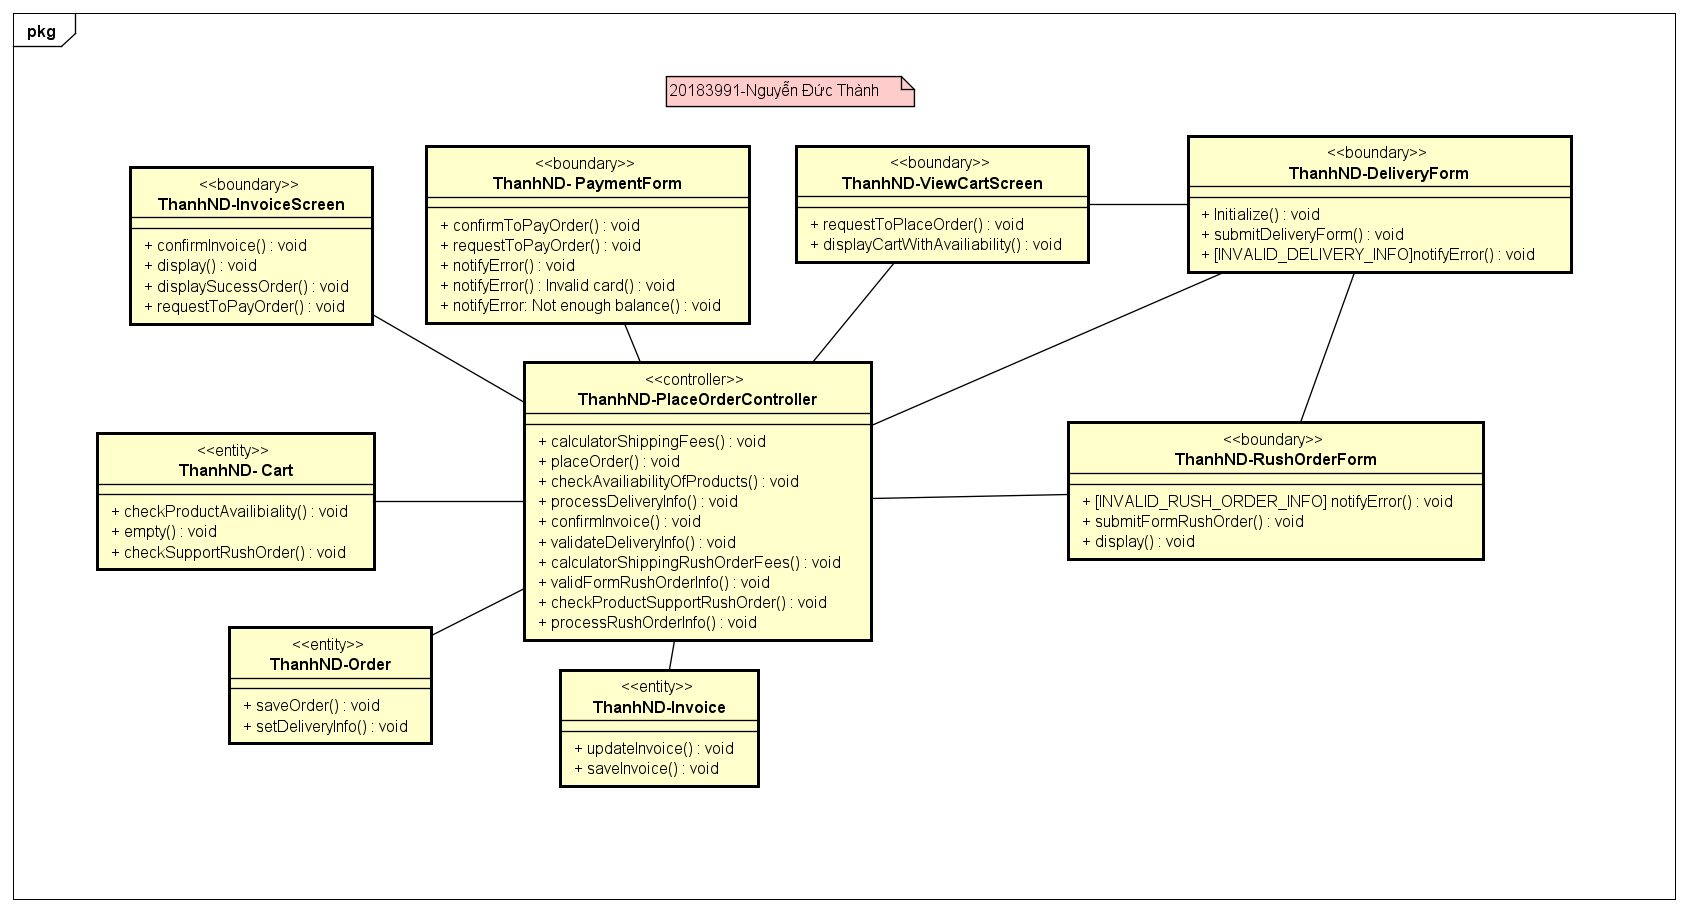 pkg
20183991-Nguyễn Đức Thành
<<boundary>>
ThanhND-InvoiceScreen
+ confirmInvoice() : void
+ display() : void
+ displaySucessOrder() : void
+ requestToPayOrder() : void
<<boundary>>
ThanhND- PaymentForm
+ confirmToPayOrder() : void
+ requestToPayOrder() : void
+ notifyError() : void
+ notifyError() : Invalid card() : void
+ notifyError: Not enough balance() : void
<<boundary>>
ThanhND-ViewCartScreen
+ requestToPlaceOrder() : void
+ displayCartWithAvailiability() : void
<<boundary>>
ThanhND-DeliveryForm
+ Initialize() : void
+ submitDeliveryForm() : void
+ [INVALID_DELIVERY_INFO]notifyError() : void
<<controller>>
ThanhND-PlaceOrderController
+ calculatorShippingFees() : void
+ placeOrder() : void
+ checkAvailiabilityOfProducts() : void
+ processDeliveryInfo() : void
+ confirmInvoice() : void
+ validateDeliveryInfo() : void
+ calculatorShippingRushOrderFees() : void
+ validFormRushOrderInfo() : void
+ checkProductSupportRushOrder() : void
+ processRushOrderInfo() : void
<<entity>>
ThanhND- Cart
+ checkProductAvailibiality() : void
+ empty() : void
+ checkSupportRushOrder() : void
<<boundary>>
ThanhND-RushOrderForm
+ [INVALID_RUSH_ORDER_INFO] notifyError() : void
+ submitFormRushOrder() : void
+ display() : void
<<entity>>
ThanhND-Order
+ saveOrder() : void
+ setDeliveryInfo() : void
<<entity>>
ThanhND-Invoice
+ updateInvoice() : void
+ saveInvoice() : void